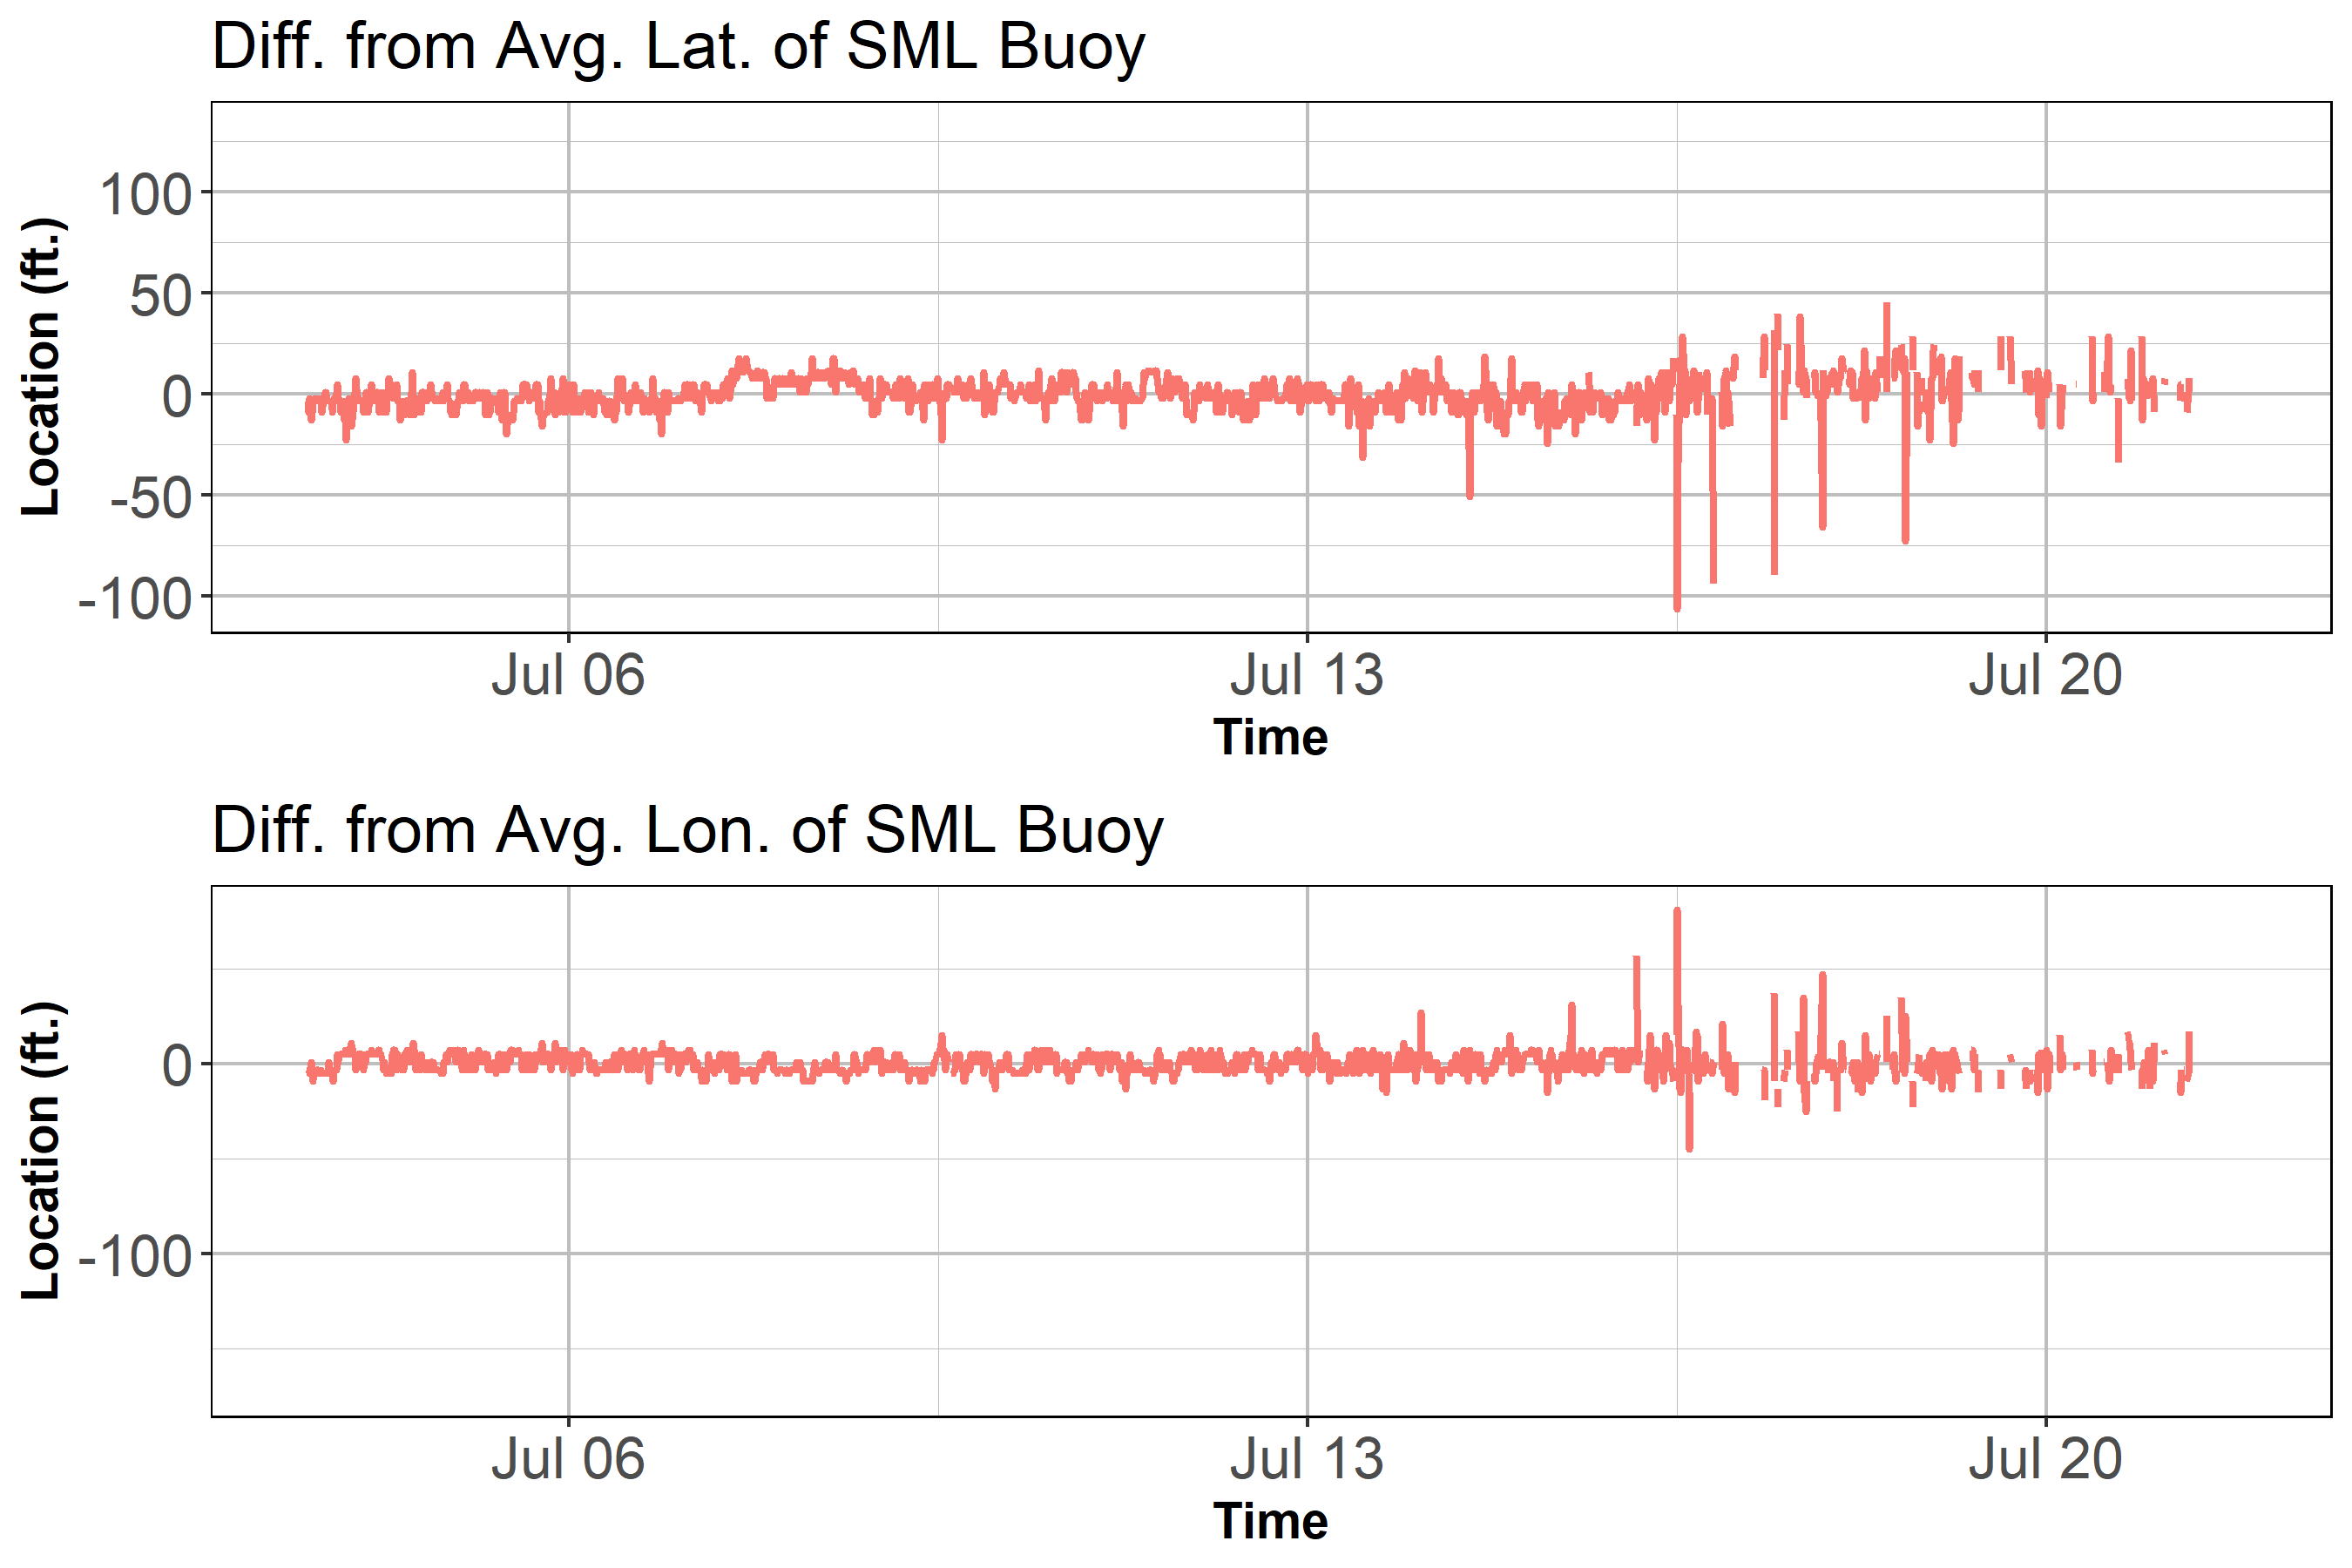 Diff. from Avg. Lat. of SML Buoy
Location (ft.)
100
50
0
-50
-100
Jul 06
Jul 13
Jul 20
Time
Diff. from Avg. Lon. of SML Buoy
Location (ft.)
0
-100
Jul 06
Jul 13
Jul 20
Time